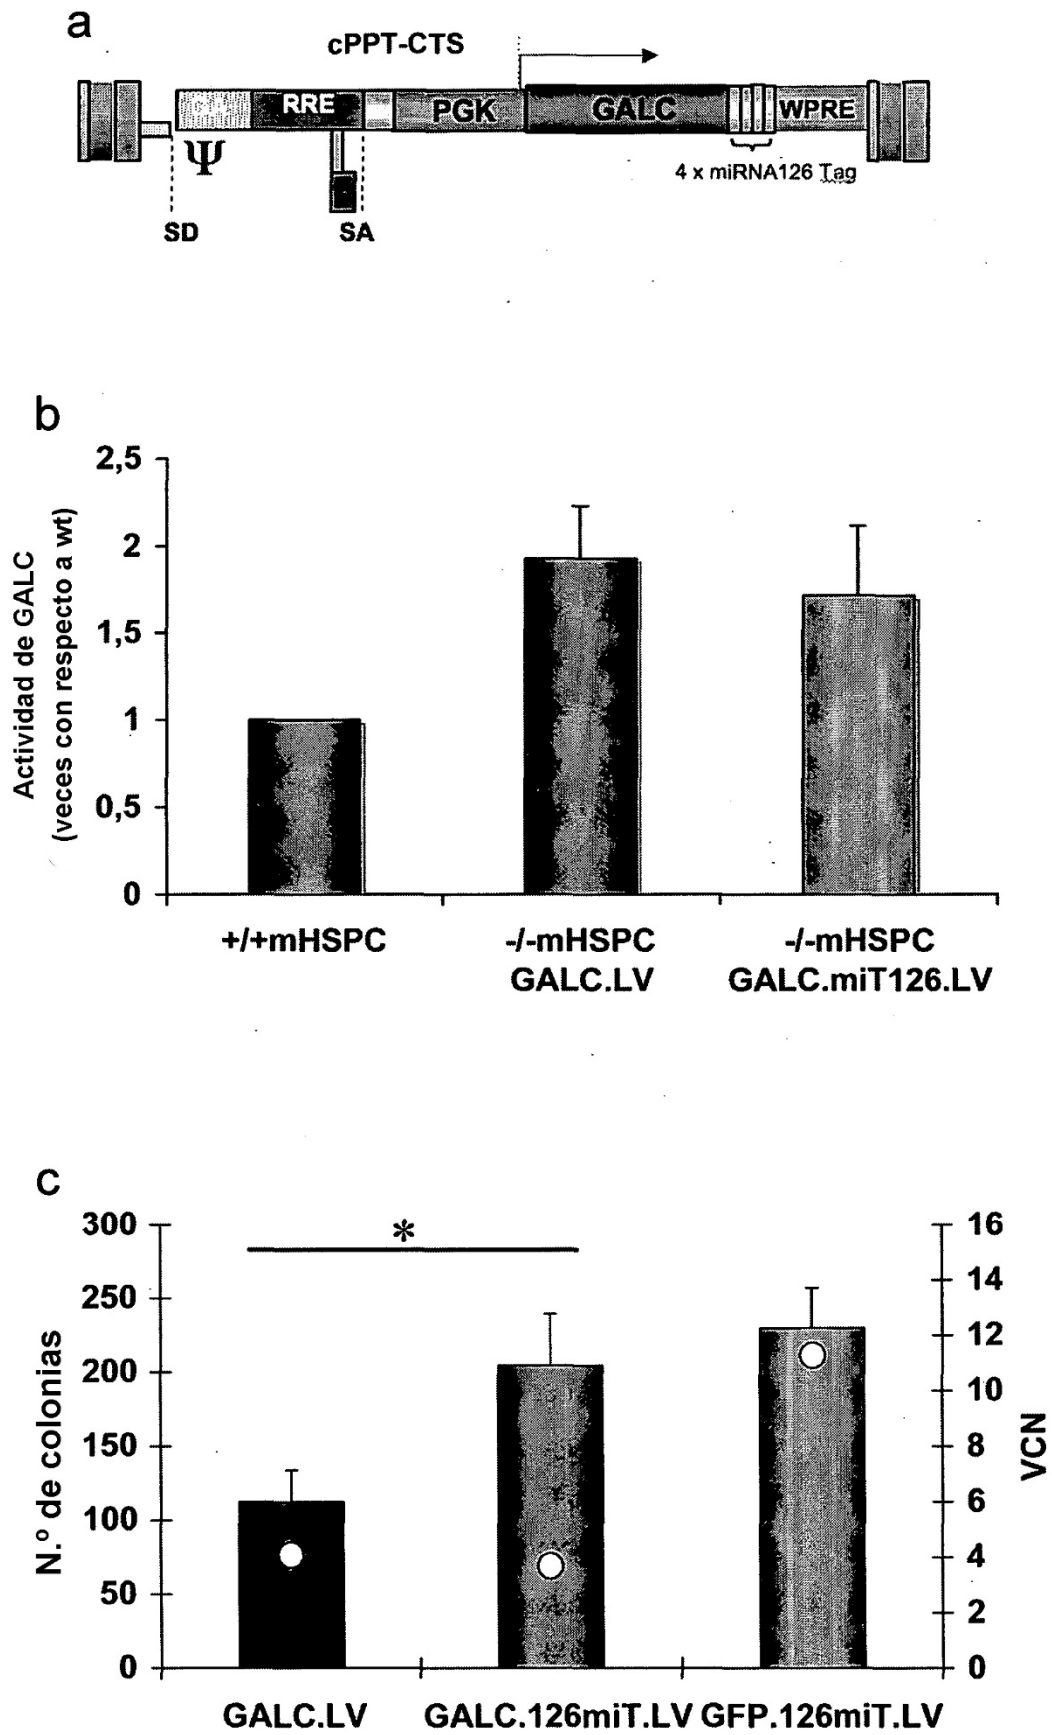 a
cPPT-CTS
RRE
PGK
GALC
WPRE
Ψ
4 x miRNA126 Tag
SD
SA
b
2,5
2
1,5
1
0,5
0
Actividad de GALC
(veces con respecto a wt)
+/+mHSPC
-/-mHSPC
GALC.LV
-/-mHSPC
GALC.miT126.LV
c
300
250
200
150
100
50
0
N.º de colonias
*
16
14
12
10
8
6
4
2
0
VCN
GALC.LV
GALC.126miT.LV
GFP.126miT.LV